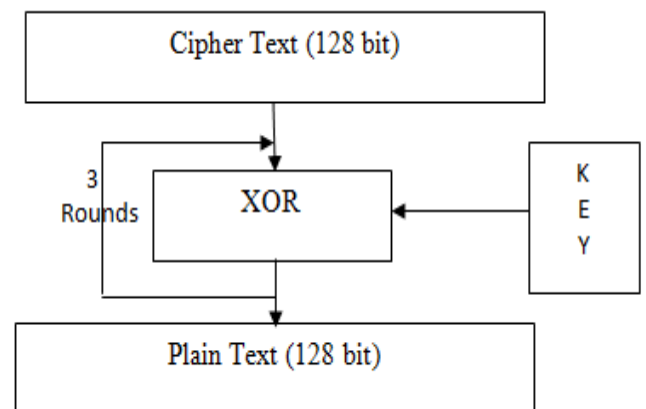 Cipher Text (128 bit)
3
Rounds
XOR
K
E
Y
Plain Text (128 bit)